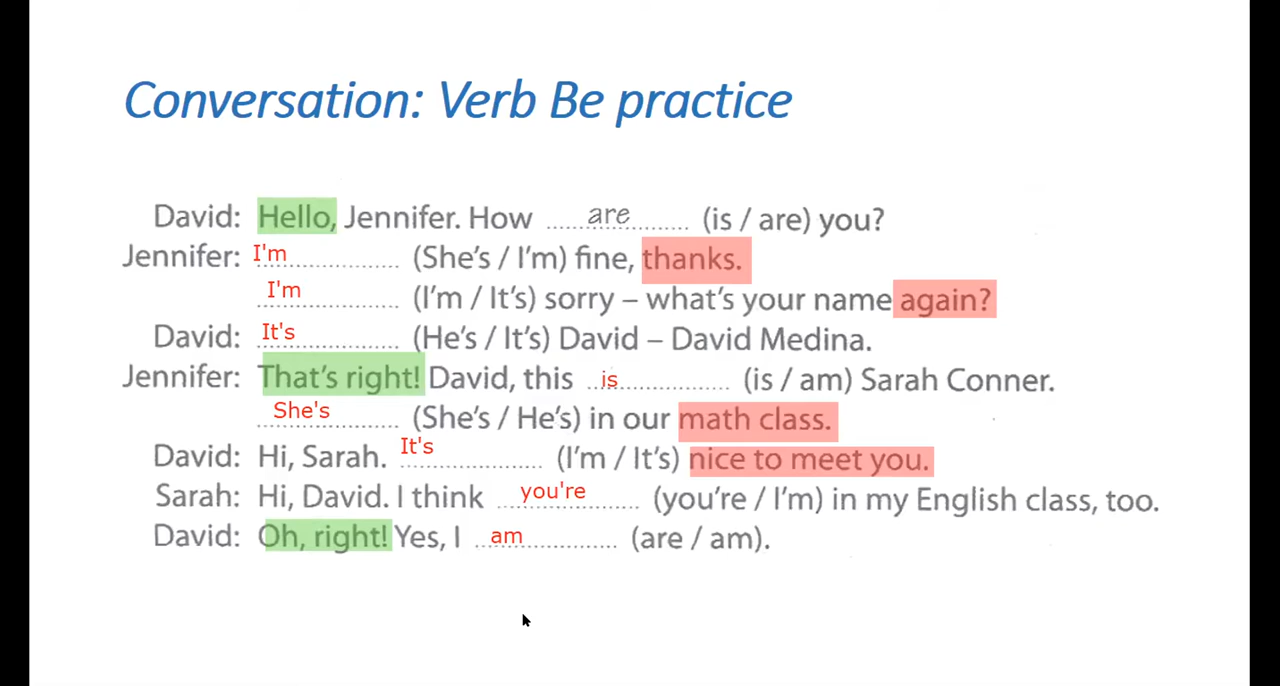 Conversation: Verb Be practice
David: Hello, Jennifer. How are (is / are) you?
Jennifer: I'm (She's / I'm) fine, thanks.
I'm (I'm / It's) sorry – what's your name again?
David: It's (He's / It's) David – David Medina.
Jennifer: That's right! David, this is (is / am) Sarah Conner.
She's (She's / He's) in our math class.
David: Hi, Sarah. It's (I'm / It's) nice to meet you.
Sarah: Hi, David. I think you're (you're / I'm) in my English class, too.
David: Oh, right! Yes, I am (are / am).